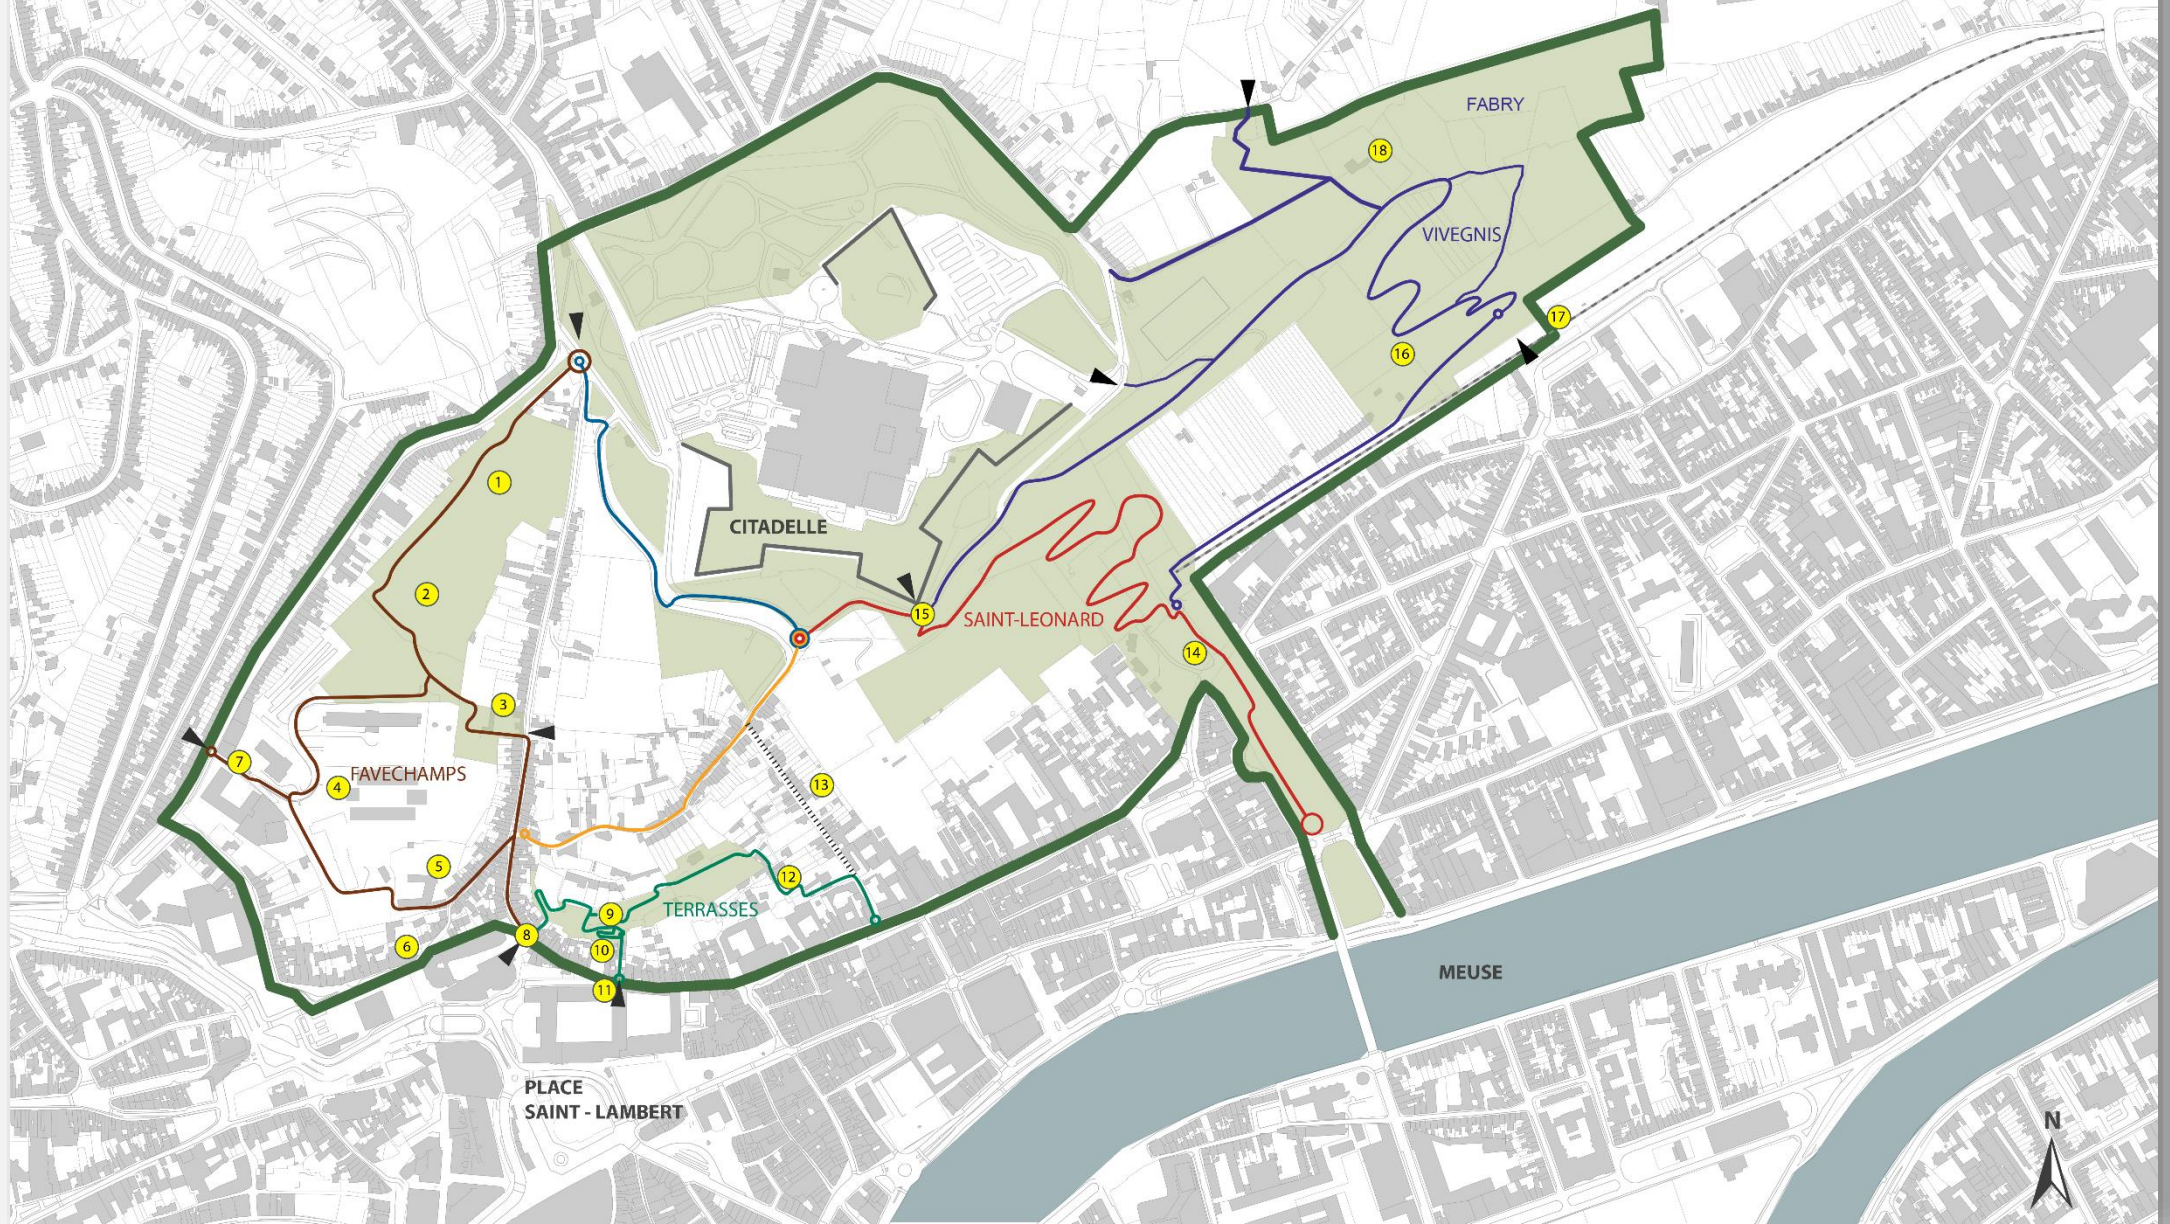 FABRY
18
VIVEGNIS
17
16
1
CITADELLE
2
15
SAINT-LEONARD
14
3
7
FAVECHAMPS
4
13
5
12
9
TERRASSES
8
6
10
11
MEUSE
PLACE
SAINT - LAMBERT
N